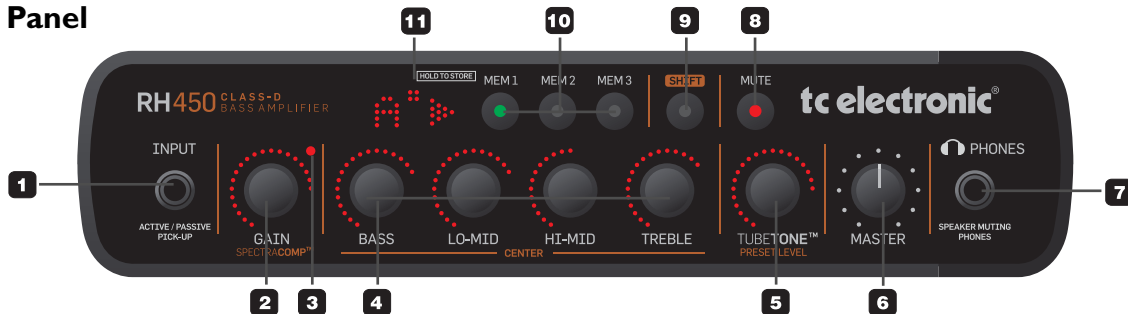 Panel
11
10
9
8
HOLD TO STORE
MEM 1
MEM 2
MEM 3
SHIFT
MUTE
RH450 CLASS-D
BASS AMPLIFIER
A#
tc electronic®
INPUT
PHONES
1
7
ACTIVE / PASSIVE
PICK-UP
GAIN
SPECTRACOMP™
BASS
LO-MID
HI-MID
TREBLE
CENTER
TUBETONE™
PRESET LEVEL
MASTER
SPEAKER MUTING
PHONES
2
3
4
5
6